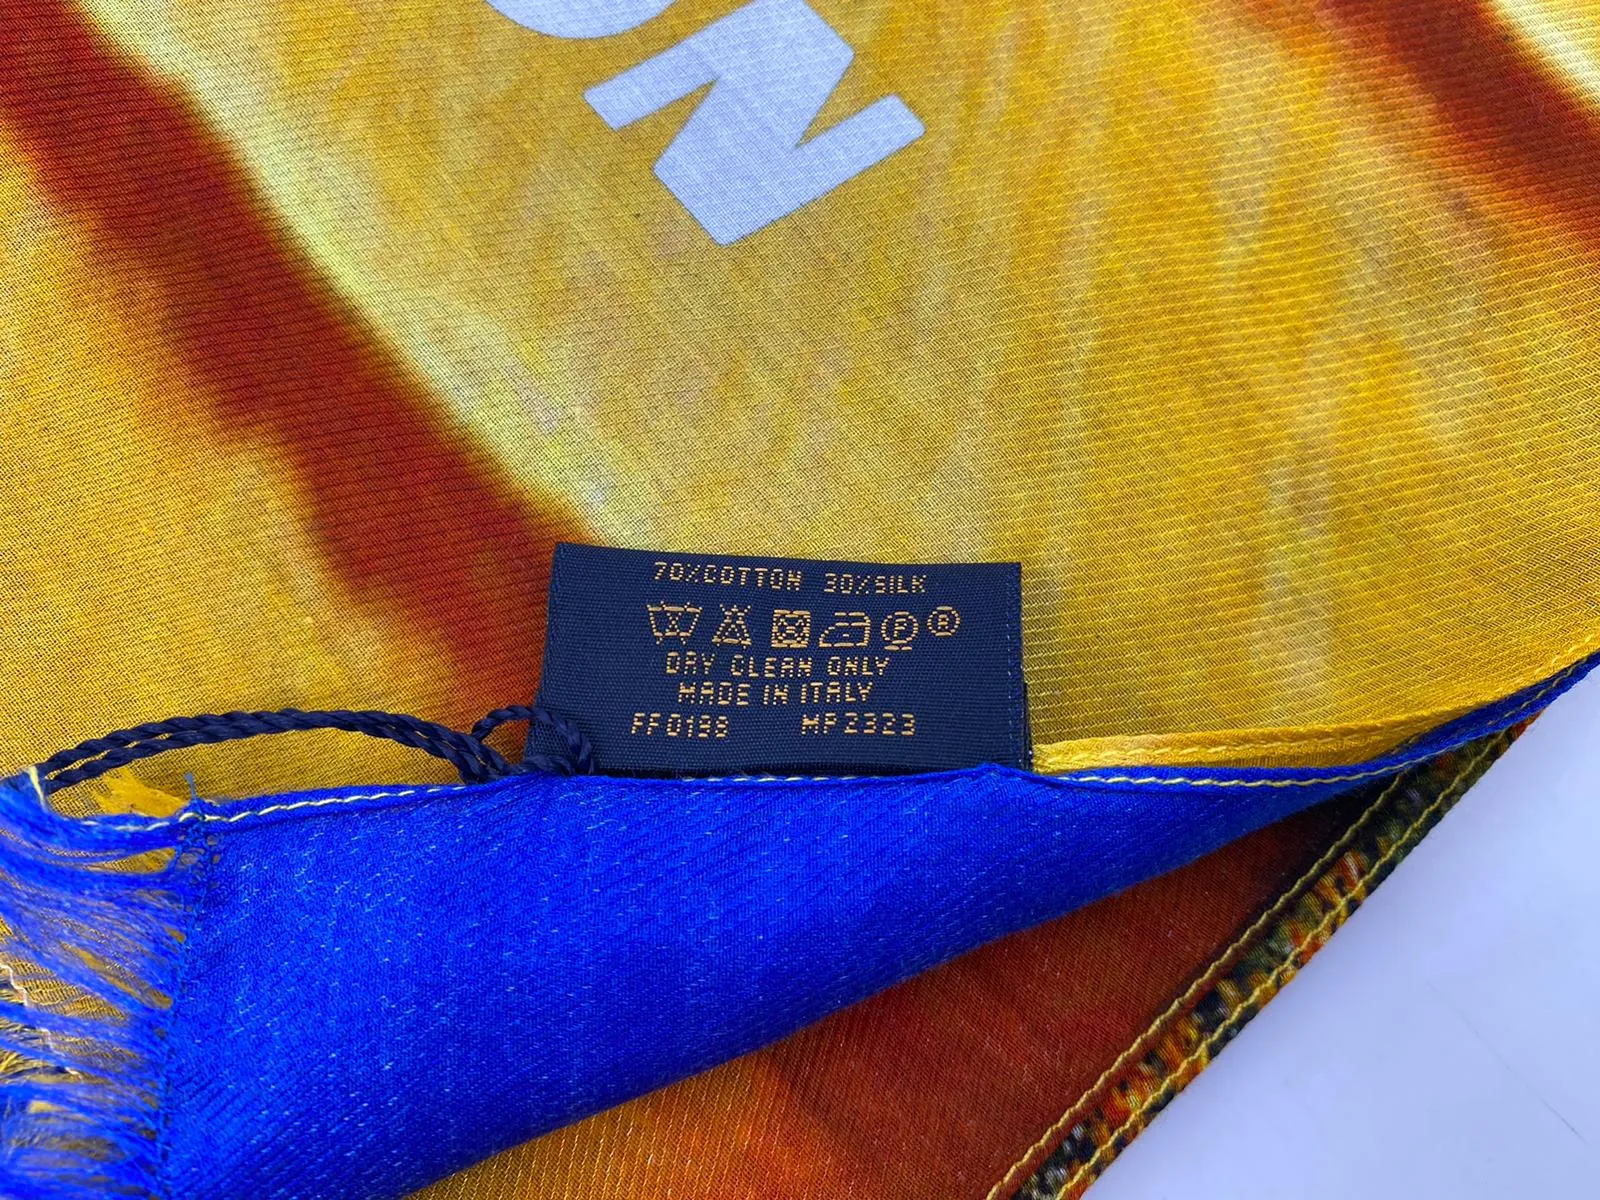 ON
70%COTTON 30%SILK
P R
DRY CLEAN ONLY
MADE IN ITALY
FF0198 MP2323